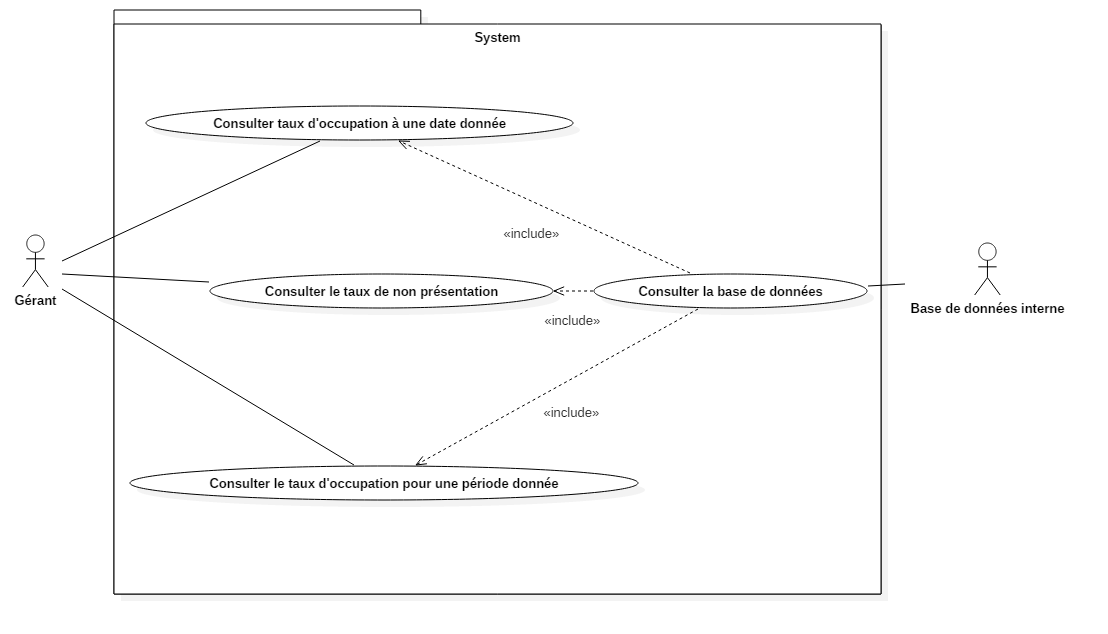 System
Consulter taux d'occupation à une date donnée
«include»
Gérant
Consulter le taux de non présentation
Consulter la base de données
Base de données interne
«include»
«include»
Consulter le taux d'occupation pour une période donnée